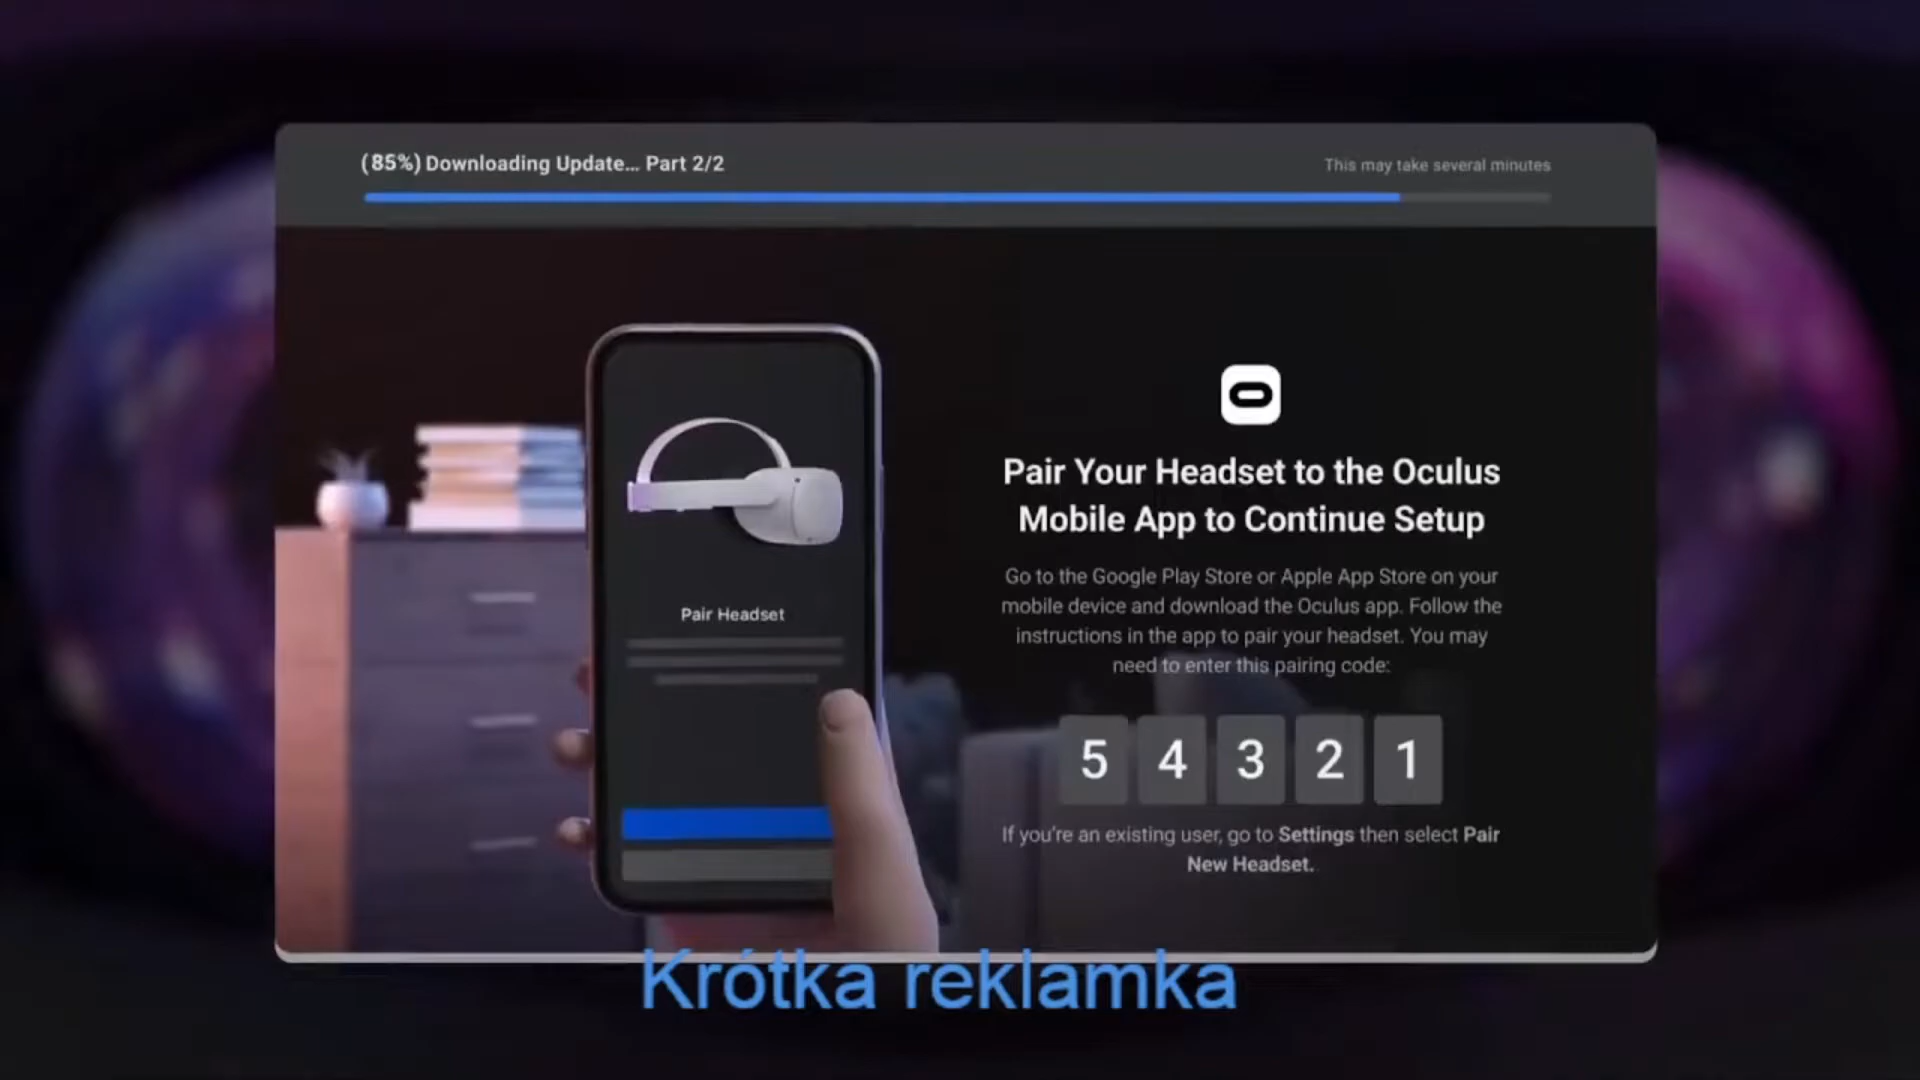 (85%) Downloading Update... Part 2/2
This may take several minutes
Pair Headset
Pair Your Headset to the Oculus
Mobile App to Continue Setup
Go to the Google Play Store or Apple App Store on your
mobile device and download the Oculus app. Follow the
instructions in the app to pair your headset. You may
need to enter this pairing code:
5 4 3 2 1
If you're an existing user, go to Settings then select Pair
New Headset.
Krótka reklamka